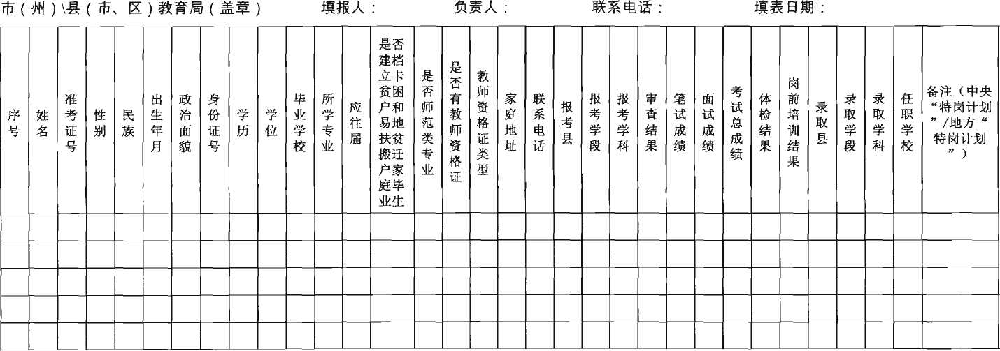 市（州）\县（市、区）教育局（盖章） 填报人： 负责人： 联系电话： 填表日期：
序号
姓名
准考证号
性别
民族
出生年月
政治面貌
身份证号
学历
学位
毕业学校
所学专业
应往届
是否建档立卡贫困户和易地扶贫搬迁户家庭毕业生
是否师范类专业
是否有教师资格证
教师资格证类型
家庭地址
联系电话
报考县
报考学段
报考学科
审查结果
笔试成绩
面试成绩
考试总成绩
体检结果
岗前培训结果
录取县
录取学段
录取学科
任职学校
备注（中央
“特岗计划
”/地方“
特岗计划
”）